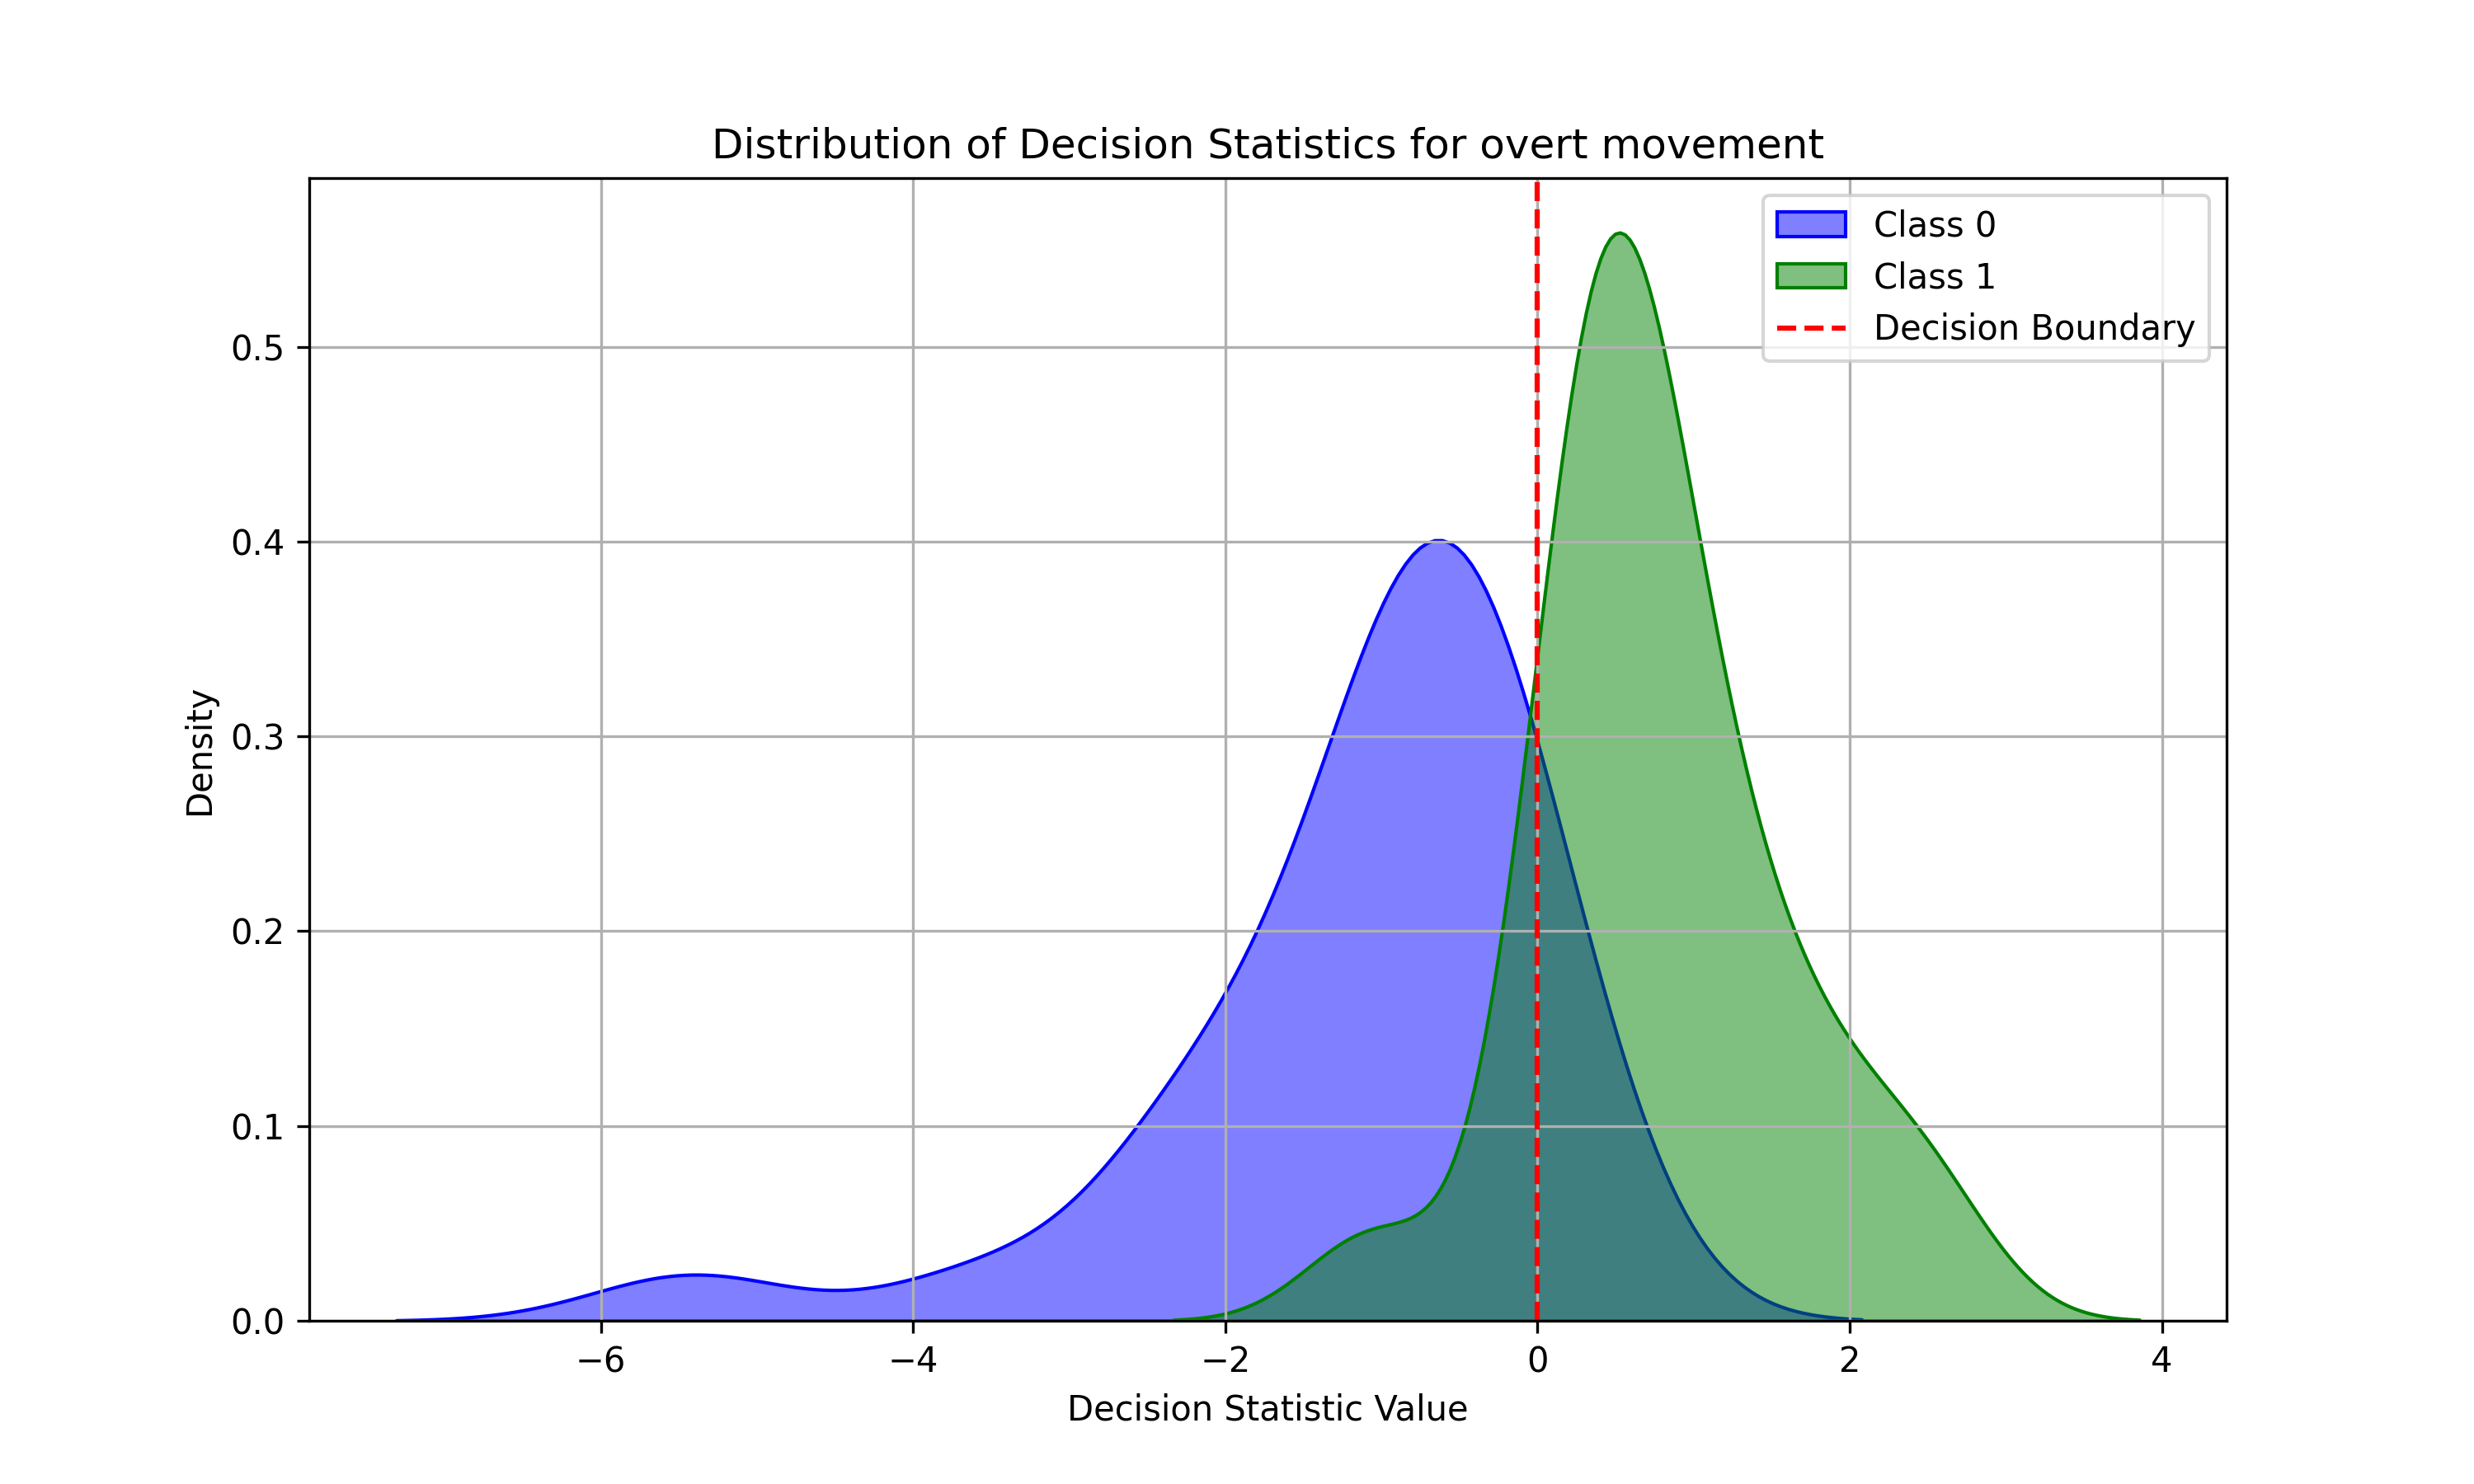 Distribution of Decision Statistics for overt movement
Class 0
Class 1
Decision Boundary
0.5
0.4
0.3
0.2
0.1
0.0
Density
−6 −4 −2 0 2 4
Decision Statistic Value